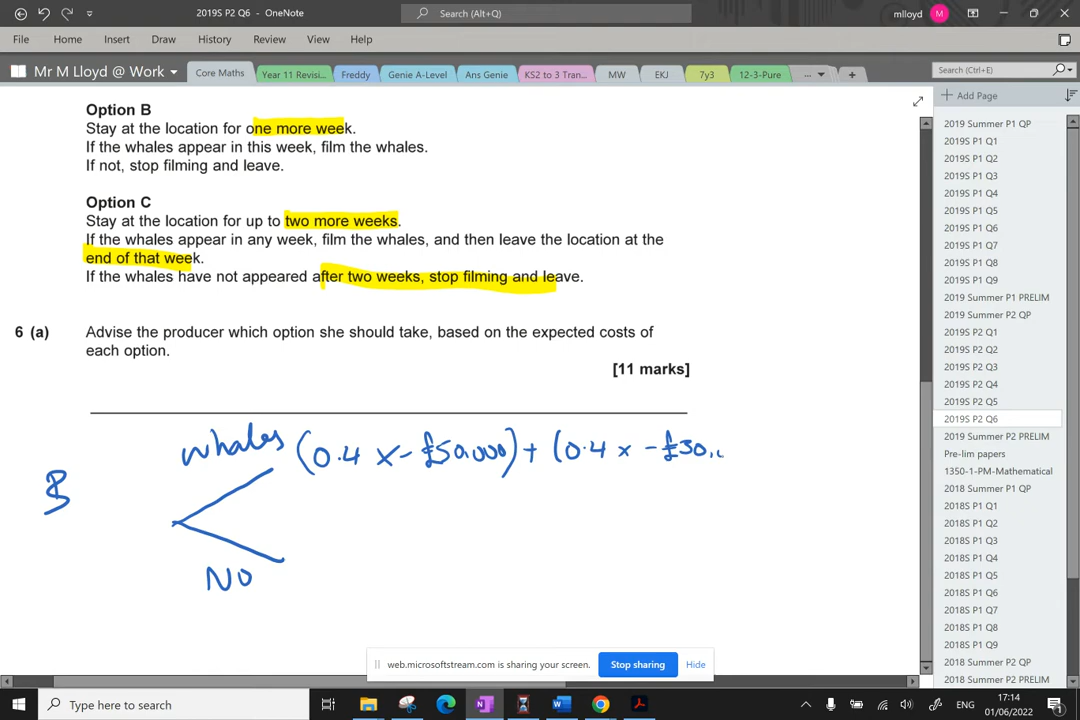 2019S P2 Q6 - OneNote
Search (Alt+Q)
mlloyd
M
File
Home
Insert
Draw
History
Review
View
Help
Mr M Lloyd @ Work
Core Maths
Year 11 Revisi...
Freddy
Genie A-Level
Ans Genie
KS2 to 3 Tran...
MW
EKJ
7y3
12-3-Pure
...
Search (Ctrl+E)
Option B
Stay at the location for one more week.
If the whales appear in this week, film the whales.
If not, stop filming and leave.
Option C
Stay at the location for up to two more weeks.
If the whales appear in any week, film the whales, and then leave the location at the
end of that week.
If the whales have not appeared after two weeks, stop filming and leave.
6 (a) Advise the producer which option she should take, based on the expected costs of
each option.
[11 marks]
whales (0.4 x -£50,000) + (0.4 x -£30,
B
NO
Add Page
2019 Summer P1 QP
2019S P1 Q1
2019S P1 Q2
2019S P1 Q3
2019S P1 Q4
2019S P1 Q5
2019S P1 Q6
2019S P1 Q7
2019S P1 Q8
2019S P1 Q9
2019 Summer P1 PRELIM
2019 Summer P2 QP
2019S P2 Q1
2019S P2 Q2
2019S P2 Q3
2019S P2 Q4
2019S P2 Q5
2019S P2 Q6
2019 Summer P2 PRELIM
Pre-lim papers
1350-1-PM-Mathematical
2018 Summer P1 QP
2018S P1 Q1
2018S P1 Q2
2018S P1 Q3
2018S P1 Q4
2018S P1 Q5
2018S P1 Q6
2018S P1 Q7
2018S P1 Q8
2018S P1 Q9
2018 Summer P2 QP
2018 Summer P2 PRELIM
web.microsoftstream.com is sharing your screen.
Stop sharing
Hide
Type here to search
ENG
17:14
01/06/2022